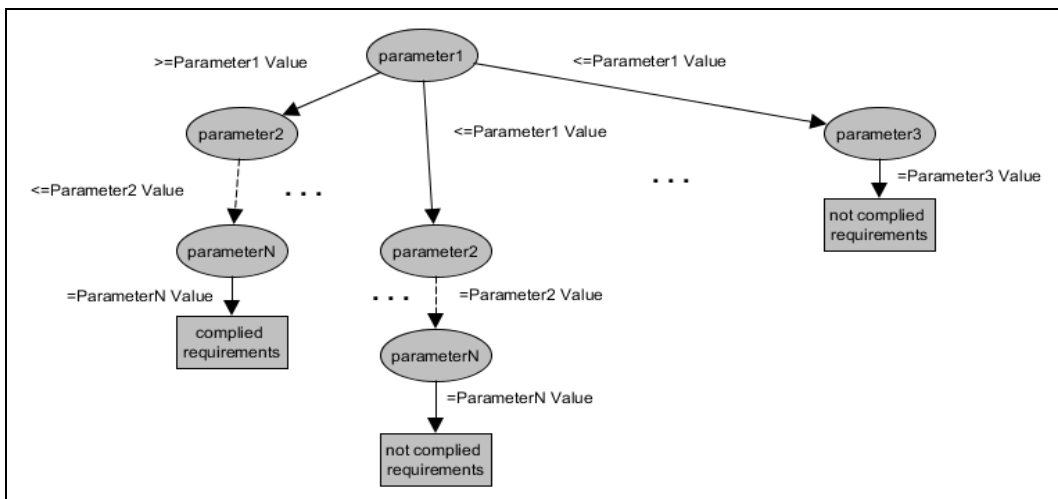 parameter1
>=Parameter1 Value
<=Parameter1 Value
parameter2
<=Parameter1 Value
parameter3
<=Parameter2 Value
. . .
. . .
=Parameter3 Value
not complied
requirements
parameterN
parameter2
=ParameterN Value
. . .
=Parameter2 Value
complied
requirements
parameterN
=ParameterN Value
not complied
requirements